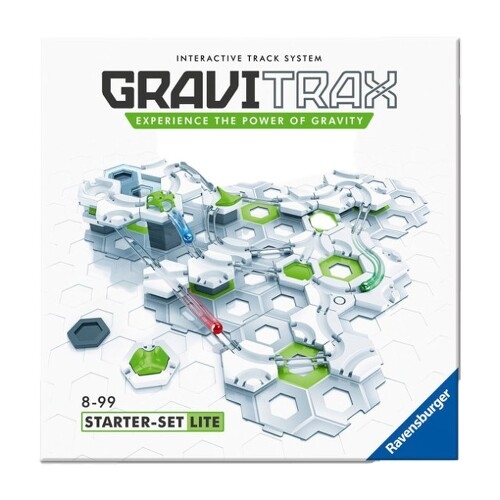 INTERACTIVE TRACK SYSTEM
GRAVITRAX
EXPERIENCE THE POWER OF GRAVITY
8-99
STARTER-SET LITE
Ravensburger